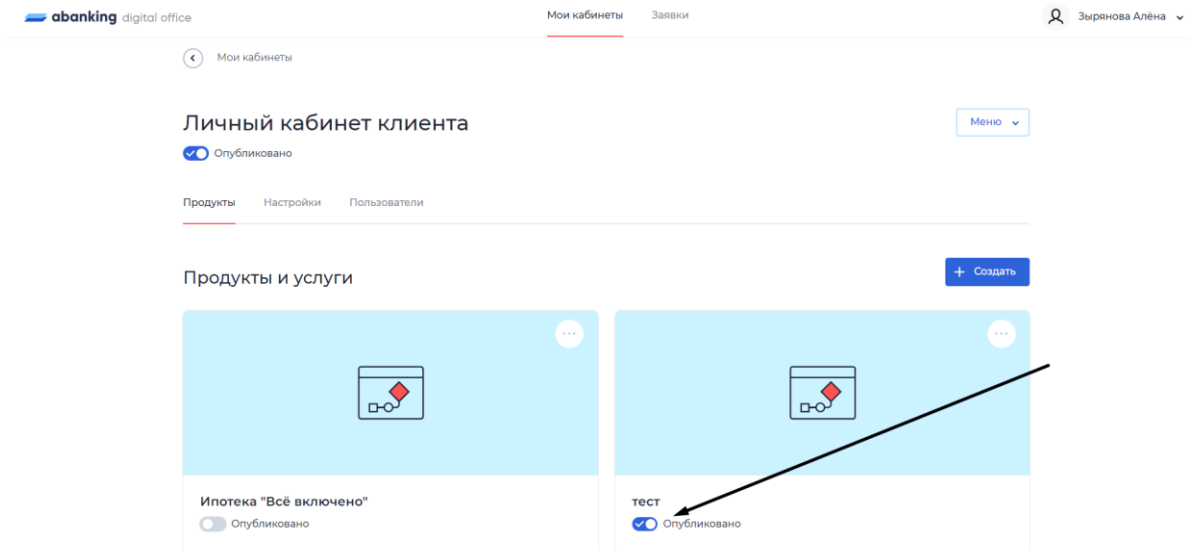 abanking digital office
Мои кабинеты
Заявки
Зырянова Алёна
Мои кабинеты
Личный кабинет клиента
Меню
Опубликовано
Продукты
Настройки
Пользователи
Продукты и услуги
+ Создать
Ипотека "Всё включено"
Опубликовано
тест
Опубликовано